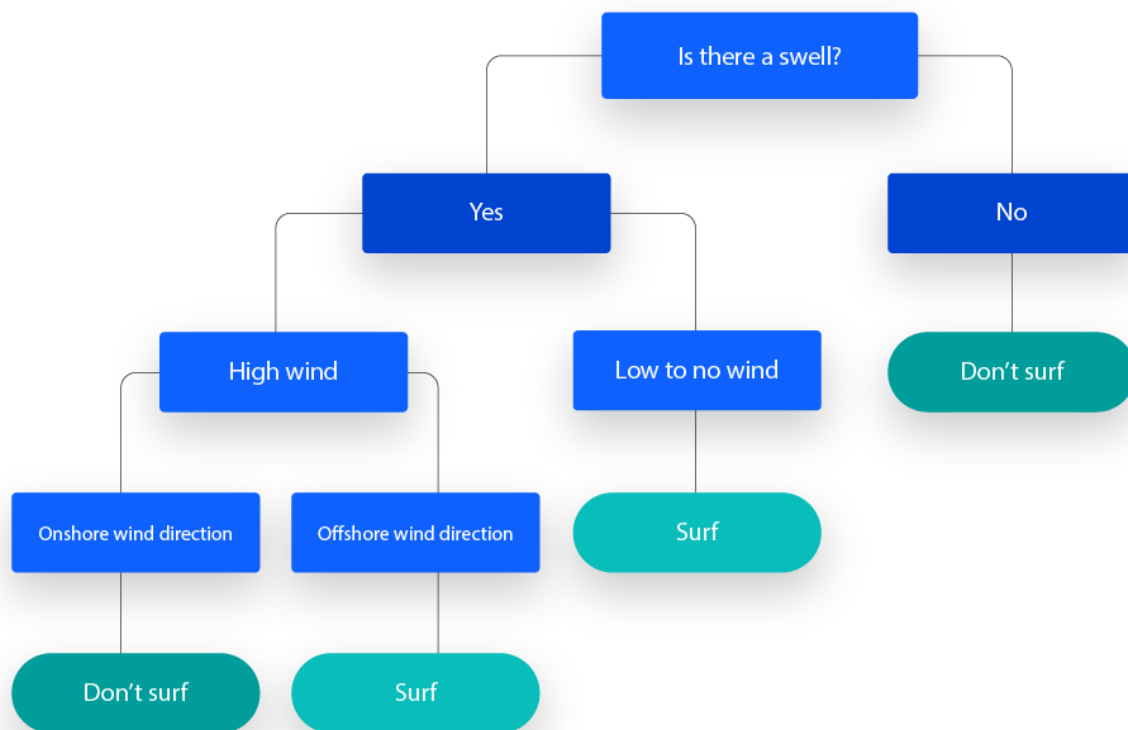 Is there a swell?
Yes
No
High wind
Low to no wind
Don’t surf
Onshore wind direction
Offshore wind direction
Surf
Don’t surf
Surf